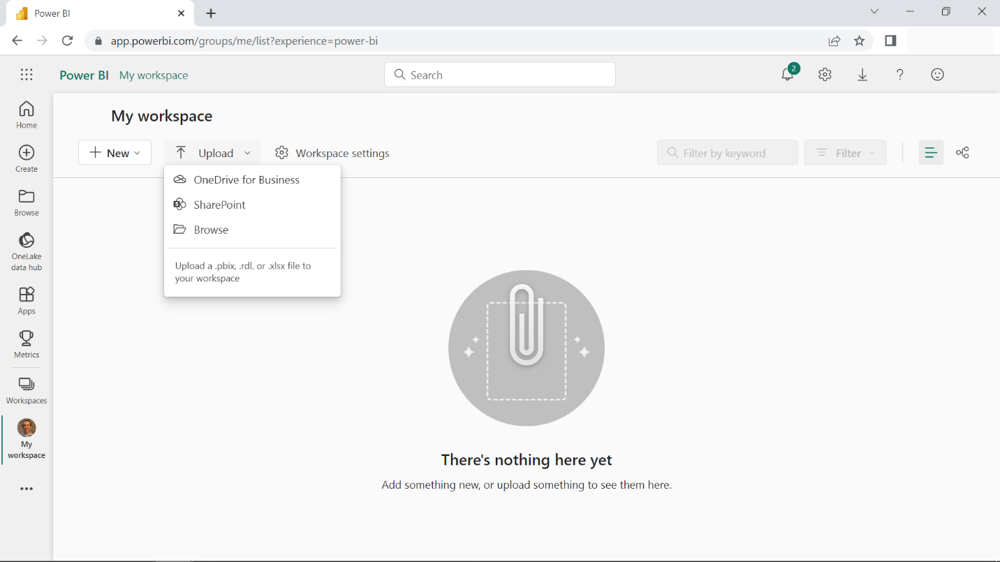 Power BI
app.powerbi.com/groups/me/list?experience=power-bi
Power BI My workspace
Search
2
Home
Create
Browse
OneLake
data hub
Apps
Metrics
Workspaces
My
workspace
My workspace
New
Upload
Workspace settings
Filter by keyword
Filter
OneDrive for Business
SharePoint
Browse
Upload a .pbix, .rdl, or .xlsx file to
your workspace
There's nothing here yet
Add something new, or upload something to see them here.